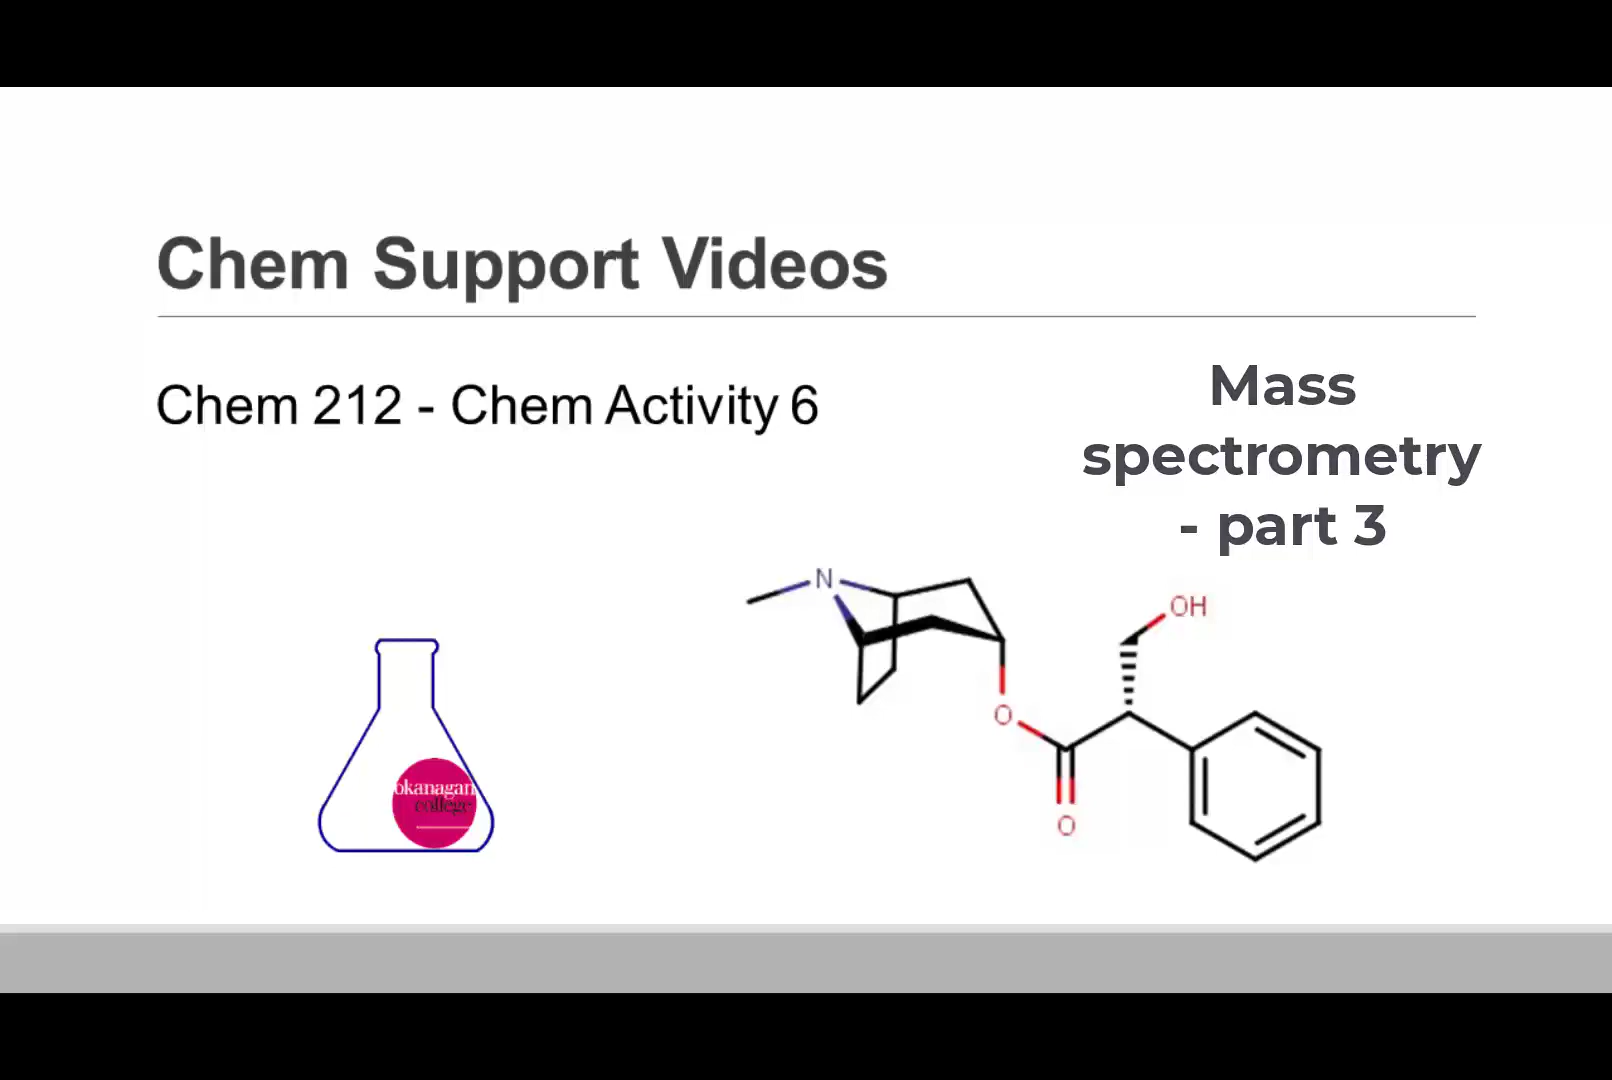 Chem Support Videos
Chem 212 - Chem Activity 6
Mass
spectrometry
- part 3
N
OH
O
O
okanagan
college